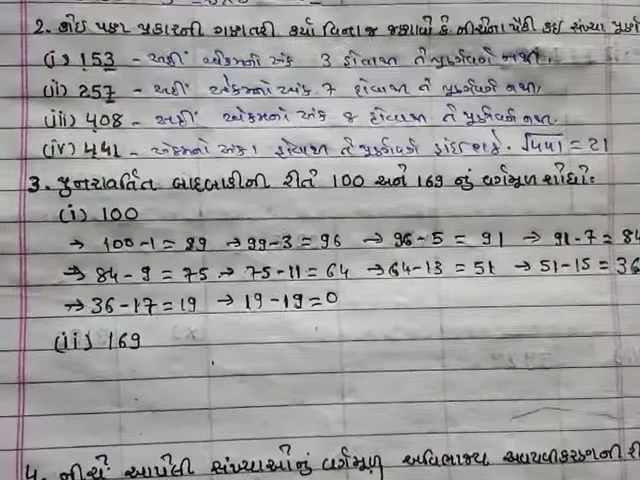 2. કોઈ પણ પ્રકારની ગણતરી કર્યા વિના જ જણાવો કે નીચેના પૈકી કઇ સંખ્યા પૂર્ણ
(i) 153 - અહીં એકમનો અંક 3 હોવાથી તે પૂર્ણવર્ગ નથી.
(ii) 257 - અહીં એકમનો અંક 7 હોવાથી તે પૂર્ણવર્ગ નથી.
(iii) 408 - અહીં એકમનો અંક 8 હોવાથી તે પૂર્ણવર્ગ નથી.
(iv) 441 - એકમનો અંક 1 હોવાથી તે પૂર્ણવર્ગ હોઇ શકે. √441 = 21
3. પુનરાવર્તિત બાદબાકીની રીતે 100 અને 169 નું વર્ગમૂળ શોધો:
(i) 100
→ 100-1 = 99 → 99-3 = 96 → 96-5 = 91 → 91-7 = 84
→ 84-9 = 75 → 75-11 = 64 → 64-13 = 51 → 51-15 = 36
→ 36-17 = 19 → 19-19 = 0
(ii) 169
4. નીચે આપેલી સંખ્યાઓનું વર્ગમૂળ અવિભાજ્ય અવયવીકરણની રી